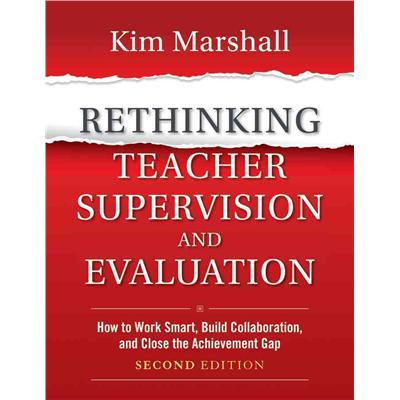 Kim Marshall
RETHINKING
TEACHER
SUPERVISION
AND
EVALUATION
How to Work Smart, Build Collaboration,
and Close the Achievement Gap
SECOND EDITION